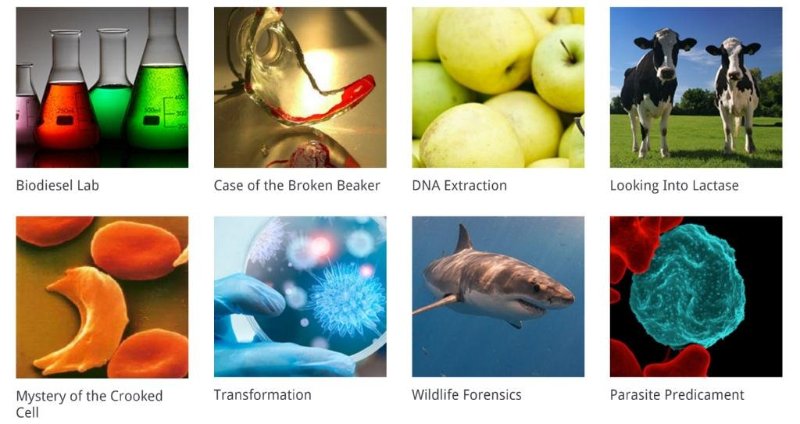 Biodiesel Lab
Case of the Broken Beaker
DNA Extraction
Looking Into Lactase
Mystery of the Crooked
Cell
Transformation
Wildlife Forensics
Parasite Predicament